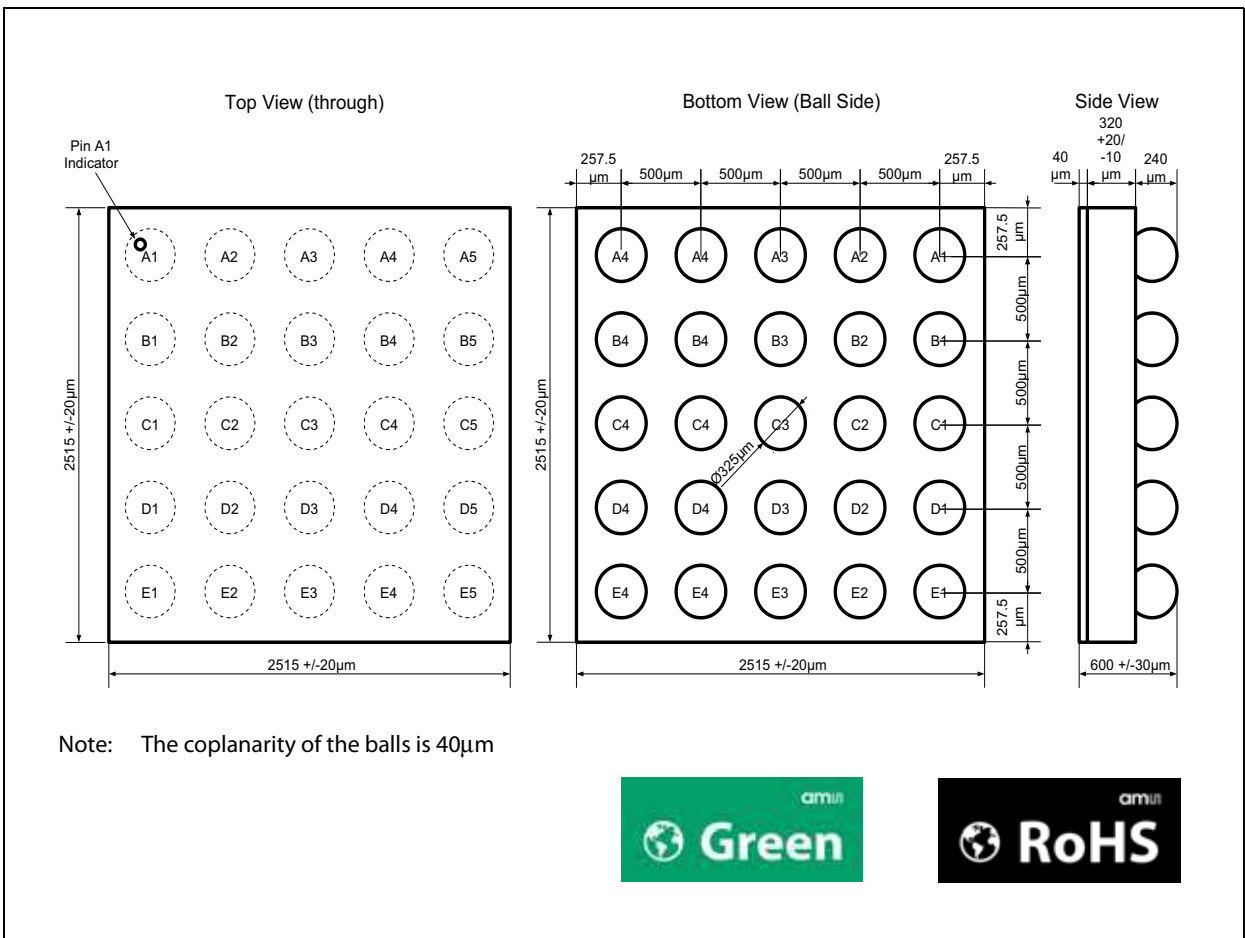 Top View (through)
Bottom View (Ball Side)
Side View
Pin A1
Indicator
257.5
µm
500µm
500µm
500µm
500µm
257.5
µm
40
µm
320
+20/
-10
µm
240
µm
A1 A2 A3 A4 A5
B1 B2 B3 B4 B5
C1 C2 C3 C4 C5
D1 D2 D3 D4 D5
E1 E2 E3 E4 E5
2515 +/-20µm
2515 +/-20µm
A4 A4 A3 A2 A1
B4 B4 B3 B2 B1
C4 C4 C3 C2 C1
D4 D4 D3 D2 D1
E4 E4 E3 E2 E1
Ø325µm
2515 +/-20µm
2515 +/-20µm
257.5
µm
500µm
500µm
500µm
500µm
257.5
µm
600 +/-30µm
Note: The coplanarity of the balls is 40µm
am
Green
am
RoHS